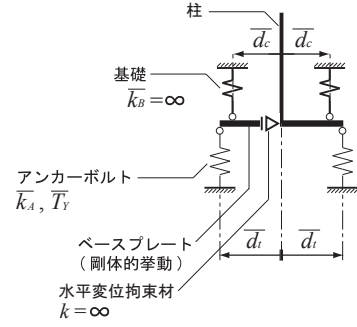 柱
d_c d_c
基礎
k_B = ∞
アンカーボルト
k_A , T_Y
ベースプレート
(剛体的挙動)
d_t d_t
水平変位拘束材
k = ∞